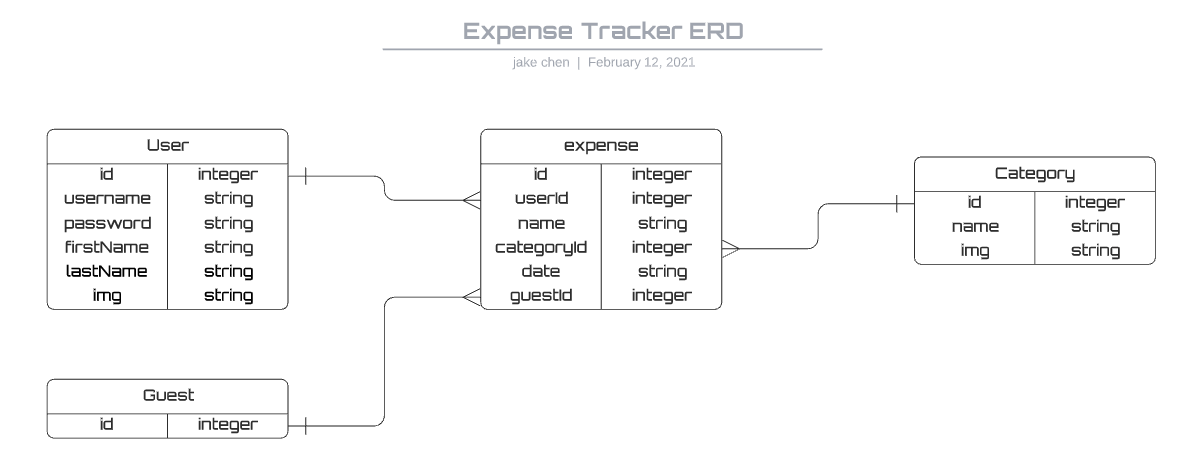 Expense Tracker ERD
jake chen | February 12, 2021
User
id integer
username string
password string
firstName string
lastName string
img string
expense
id integer
userId integer
name string
categoryId integer
date string
guestId integer
Category
id integer
name string
img string
Guest
id integer